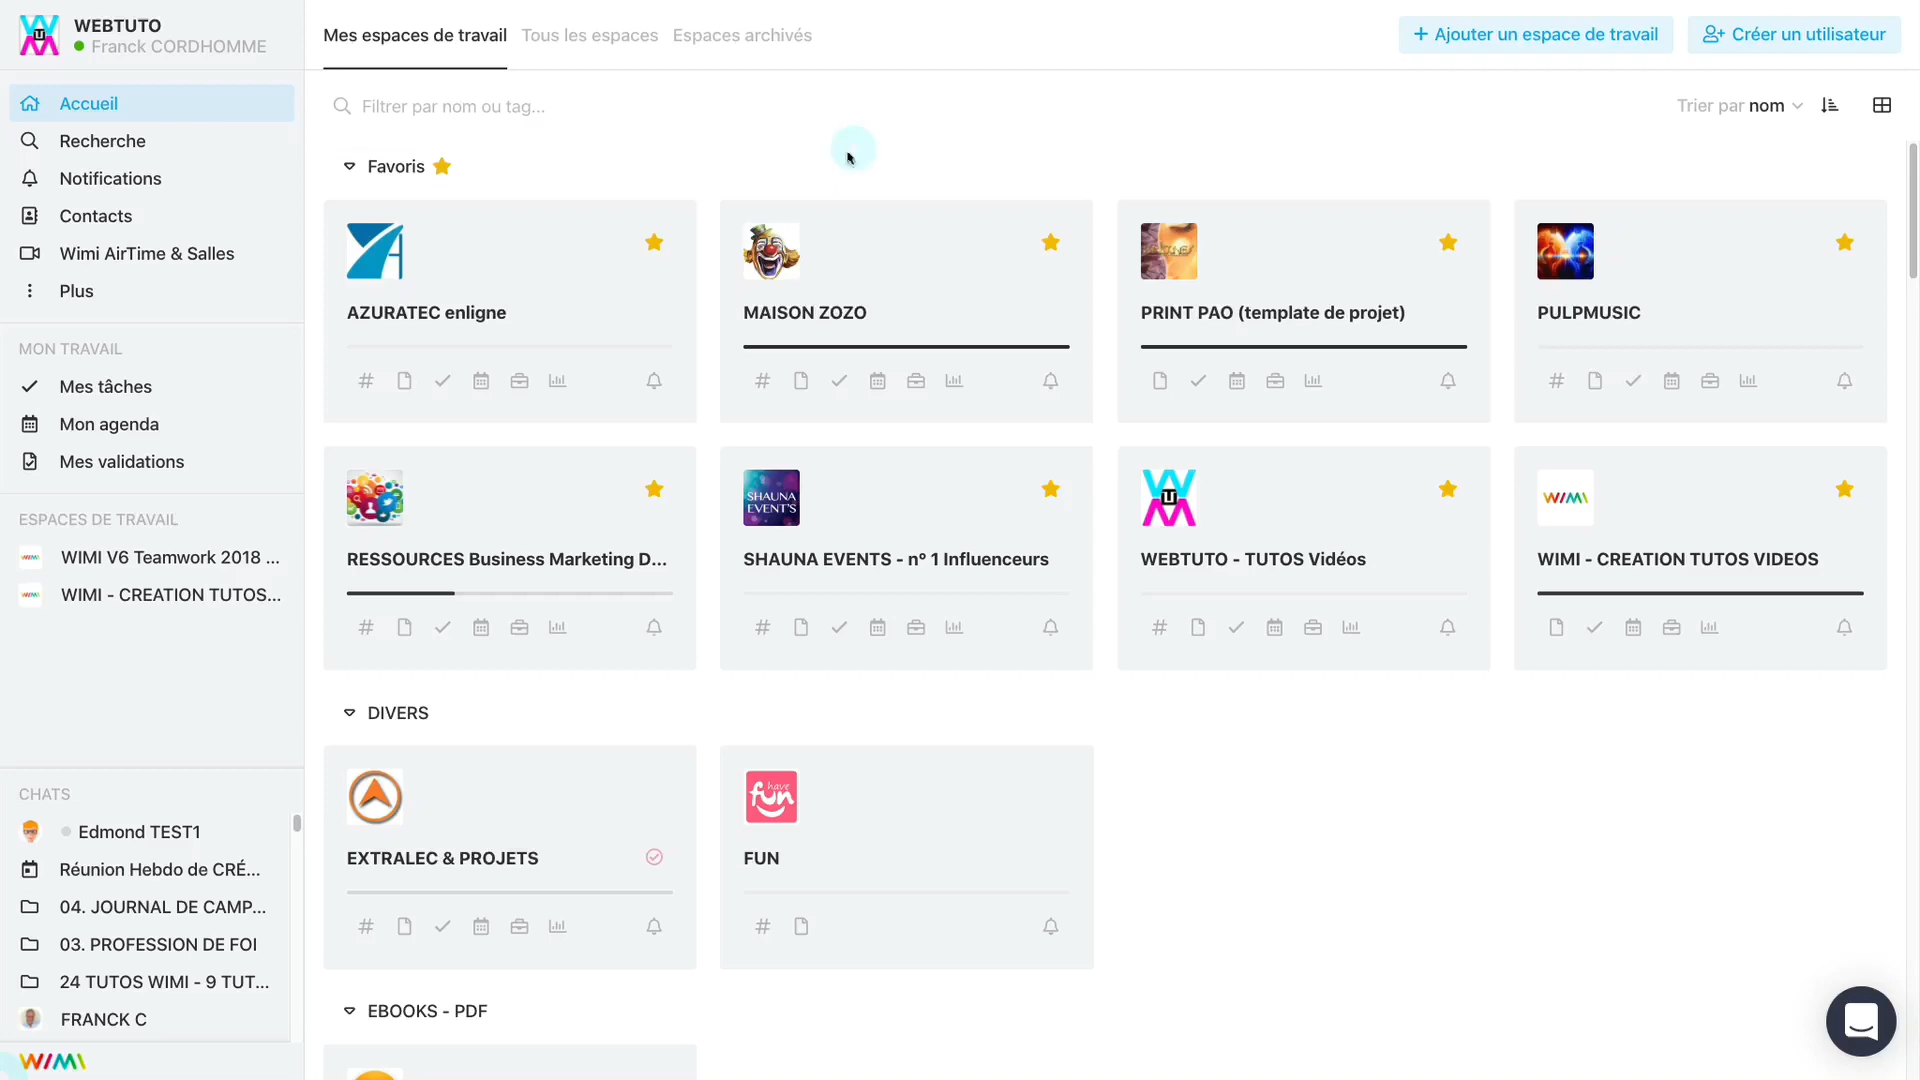 WEBTUTO
Franck CORDHOMME
Mes espaces de travail
Tous les espaces
Espaces archivés
+ Ajouter un espace de travail
Créer un utilisateur
Accueil
Recherche
Notifications
Contacts
Wimi AirTime & Salles
Plus
MON TRAVAIL
Mes tâches
Mon agenda
Mes validations
ESPACES DE TRAVAIL
WIMI V6 Teamwork 2018 ...
WIMI - CREATION TUTOS...
CHATS
Edmond TEST1
Réunion Hebdo de CRÉ...
04. JOURNAL DE CAMP...
03. PROFESSION DE FOI
24 TUTOS WIMI - 9 TUT...
FRANCK C
WIMI
Filtrer par nom ou tag...
Trier par nom
Favoris
AZURATEC enligne
MAISON ZOZO
PRINT PAO (template de projet)
PULPMUSIC
SHAUNA
EVENT'S
WIMI
RESSOURCES Business Marketing D...
SHAUNA EVENTS - nº 1 Influenceurs
WEBTUTO - TUTOS Vidéos
WIMI - CREATION TUTOS VIDEOS
DIVERS
have
fun
EXTRALEC & PROJETS
FUN
EBOOKS - PDF